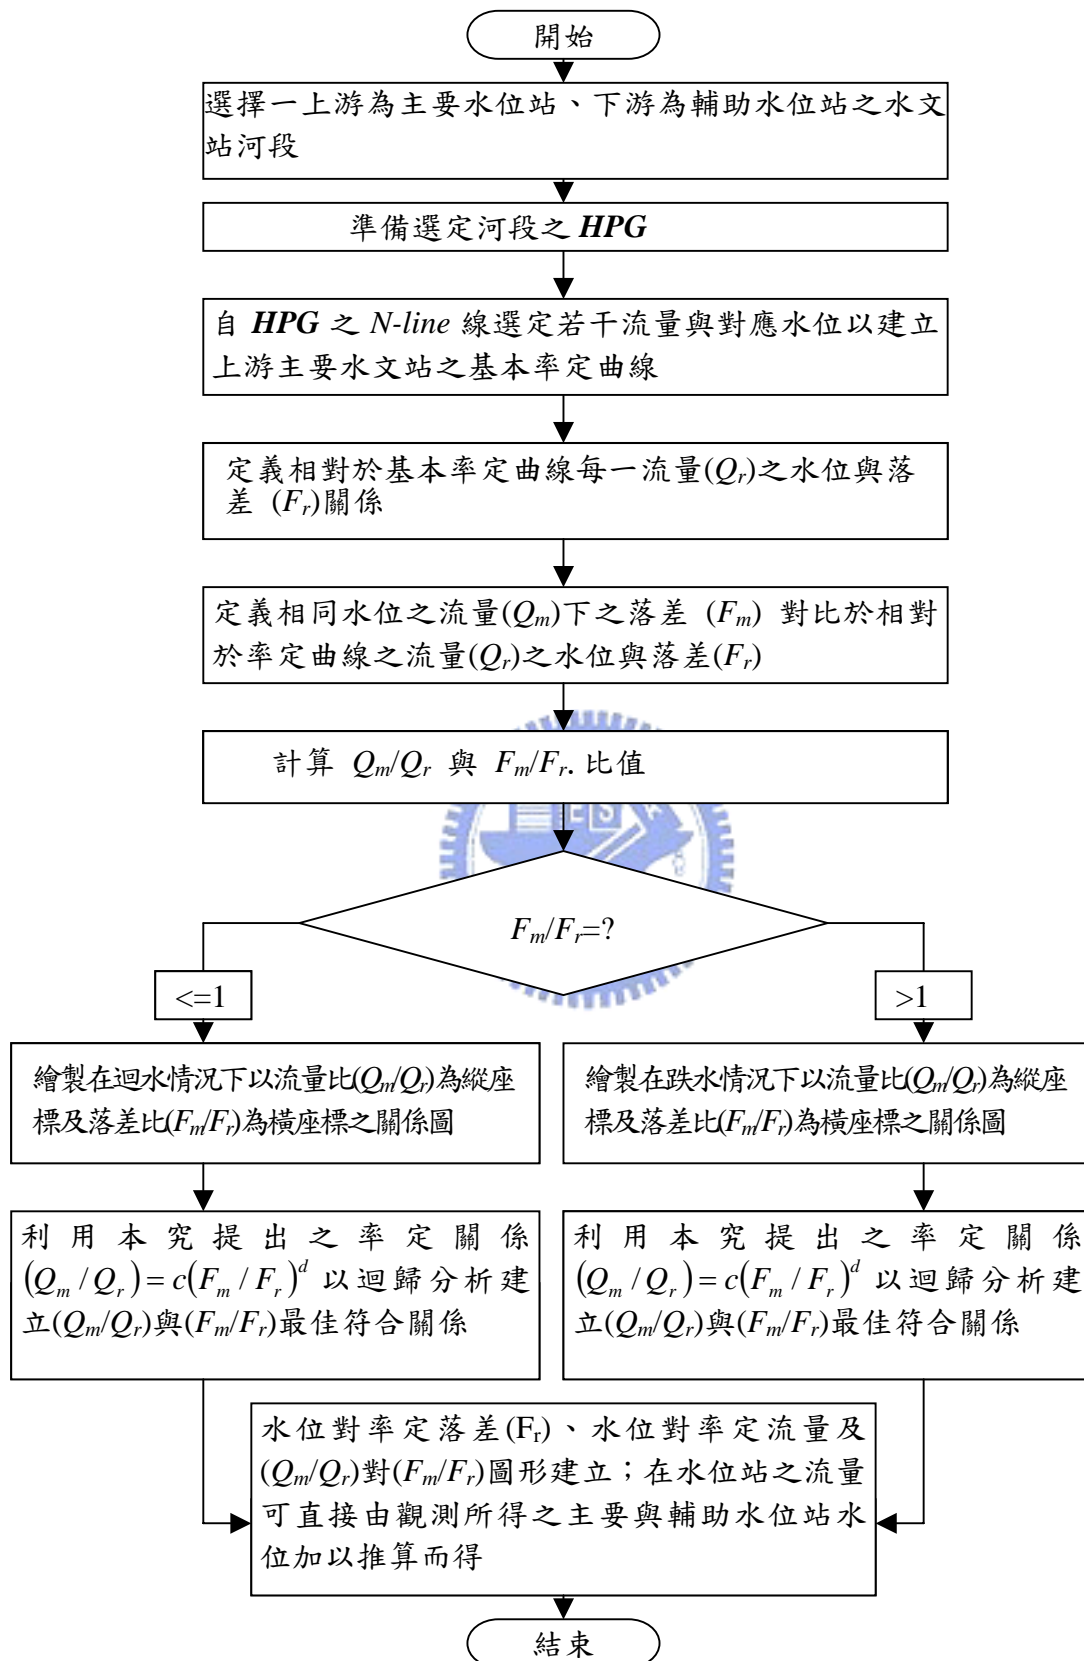 開始
選擇一上游為主要水位站、下游為輔助水位站之水文
站河段
準備選定河段之 HPG
自 HPG 之 N-line 線選定若干流量與對應水位以建立
上游主要水文站之基本率定曲線
定義相對於基本率定曲線每一流量(Qr)之水位與落
差 (Fr)關係
定義相同水位之流量(Qm)下之落差 (Fm) 對比於相對
於率定曲線之流量(Qr)之水位與落差(Fr)
計算 Qm/Qr 與 Fm/Fr. 比值
Fm/Fr=?
<=1
>1
繪製在迴水情況下以流量比(Qm/Qr)為縱座
標及落差比(Fm/Fr)為橫座標之關係圖
繪製在跌水情況下以流量比(Qm/Qr)為縱座
標及落差比(Fm/Fr)為橫座標之關係圖
利用本究提出之率定關係
(Qm/Qr)=c(Fm/Fr)^d 以迴歸分析建
立(Qm/Qr)與(Fm/Fr)最佳符合關係
利用本究提出之率定關係
(Qm/Qr)=c(Fm/Fr)^d 以迴歸分析建
立(Qm/Qr)與(Fm/Fr)最佳符合關係
水位對率定落差(Fr)、水位對率定流量及
(Qm/Qr)對(Fm/Fr)圖形建立；在水位站之流量
可直接由觀測所得之主要與輔助水位站水
位加以推算而得
結束